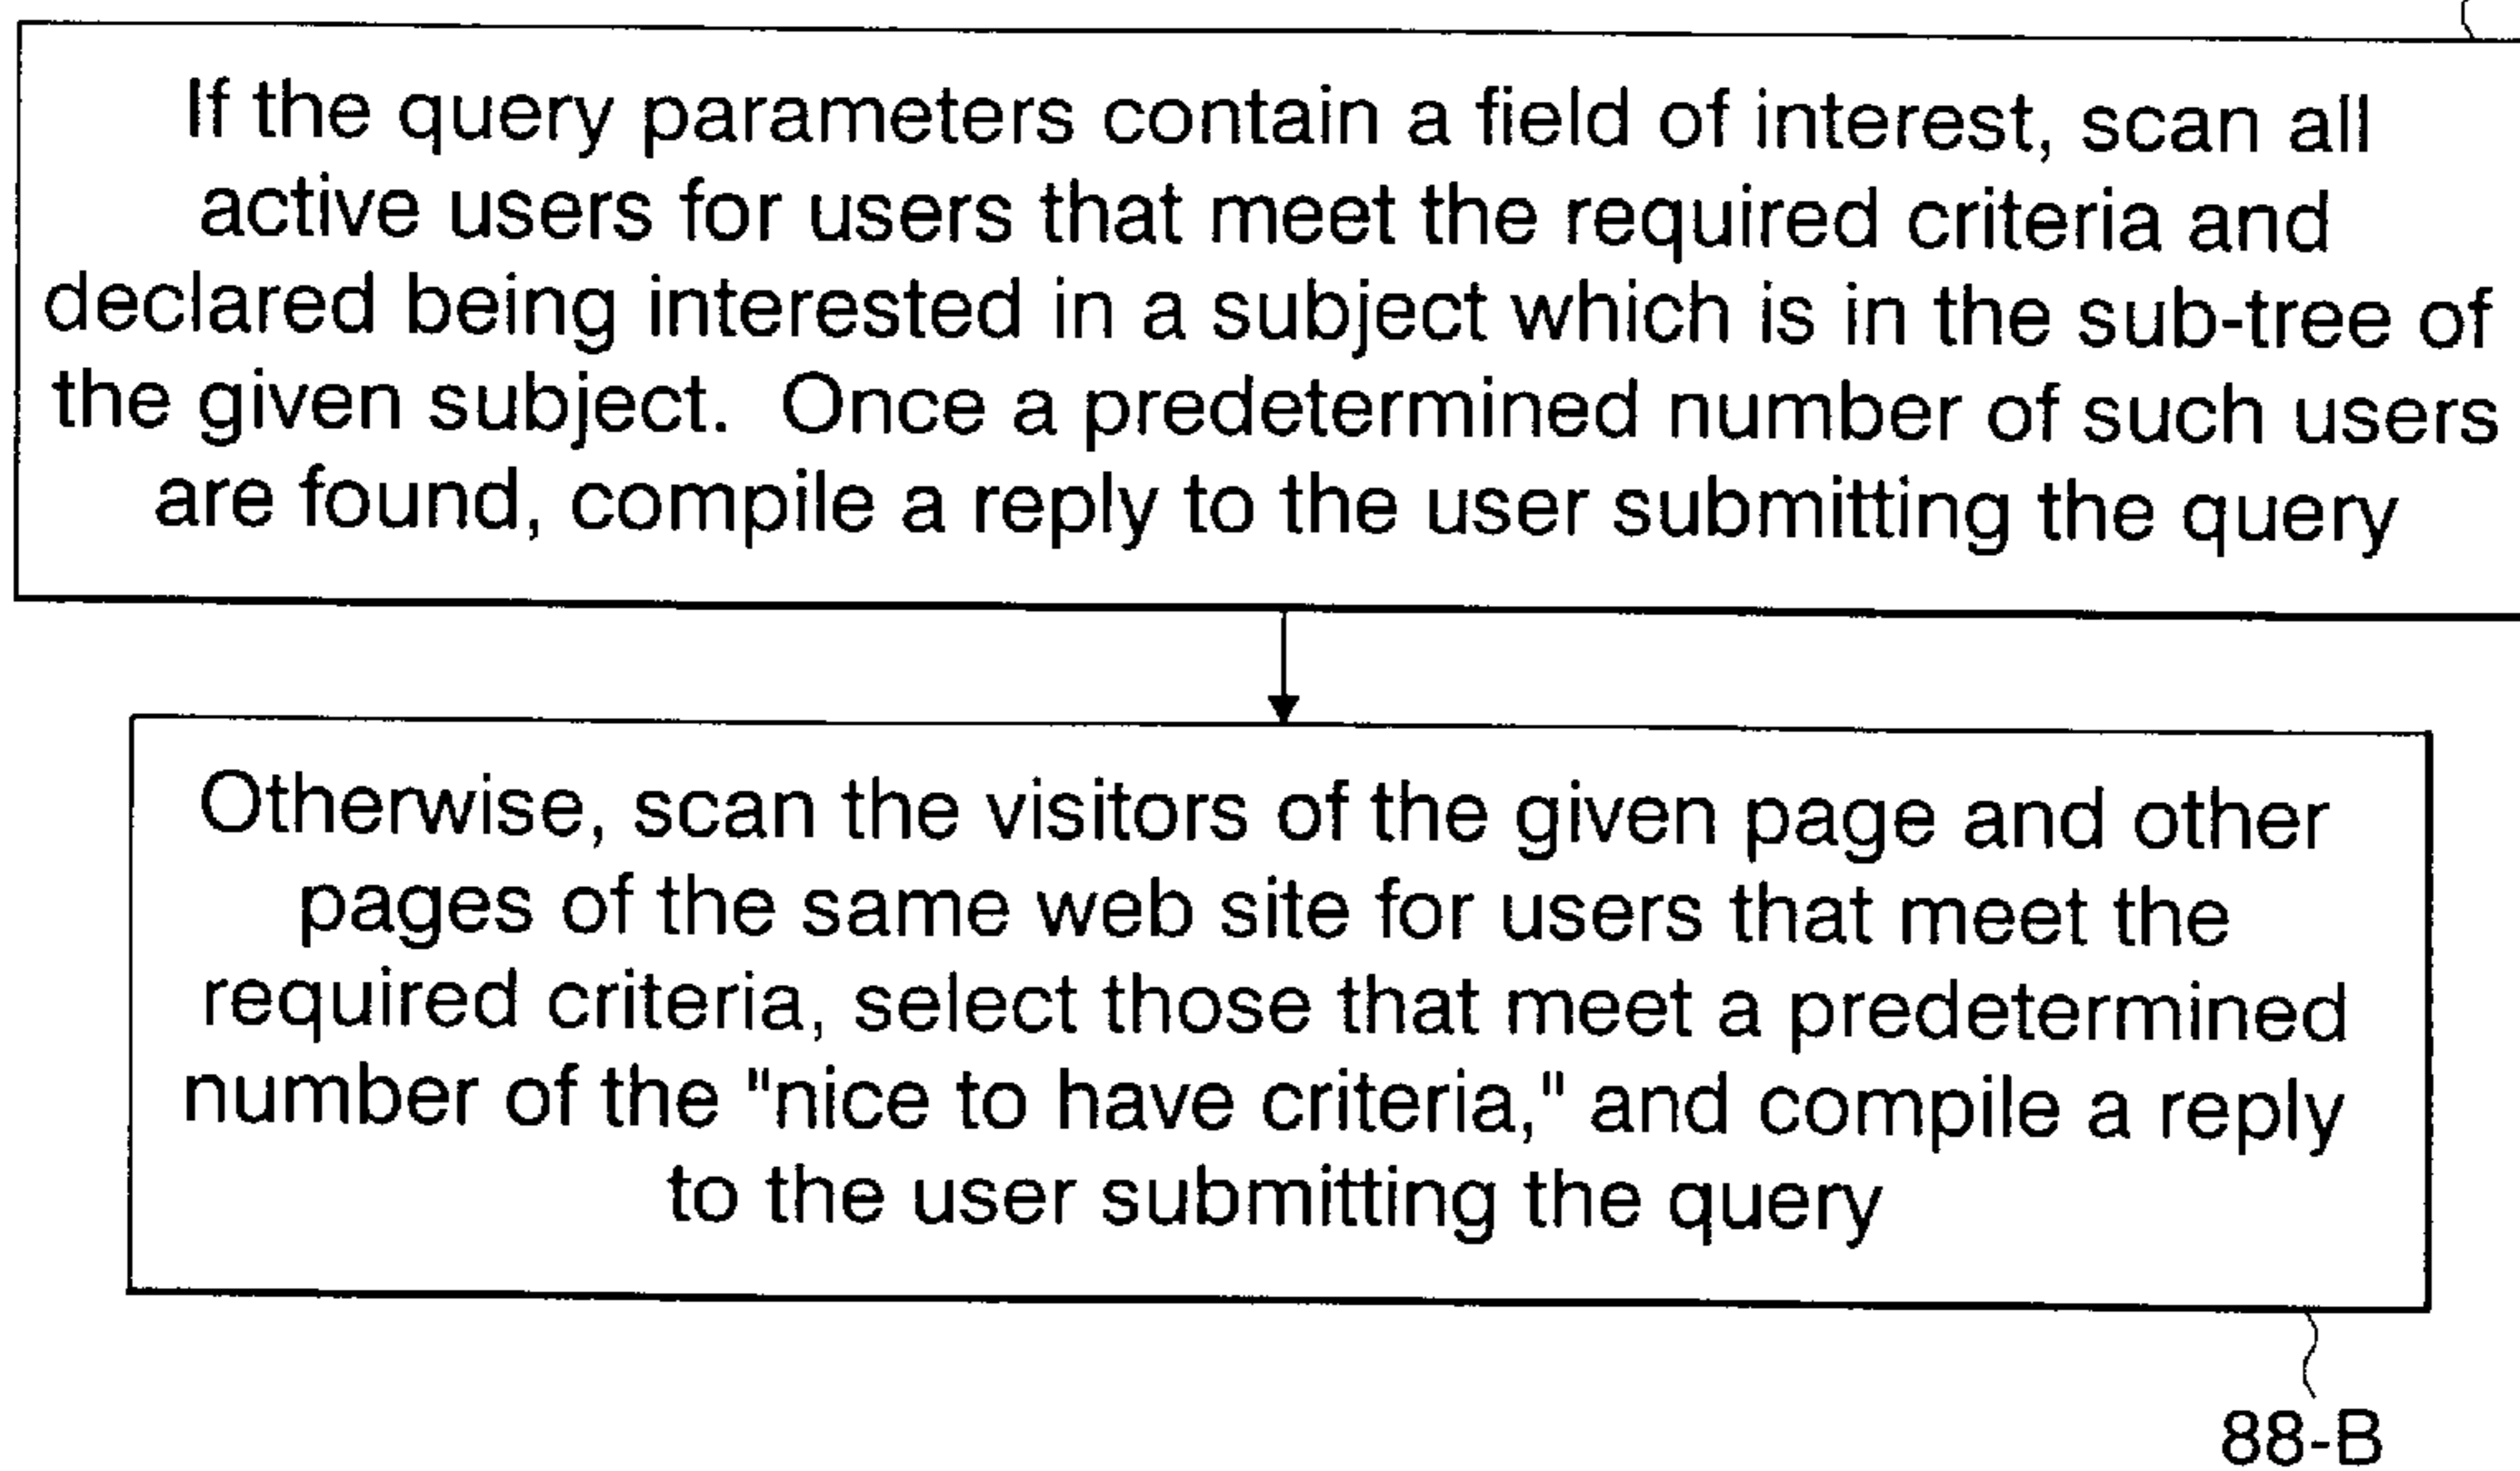 If the query parameters contain a field of interest, scan all
active users for users that meet the required criteria and
declared being interested in a subject which is in the sub-tree of
the given subject.  Once a predetermined number of such users
are found, compile a reply to the user submitting the query
Otherwise, scan the visitors of the given page and other
pages of the same web site for users that meet the
required criteria, select those that meet a predetermined
number of the "nice to have criteria," and compile a reply
to the user submitting the query
88-B